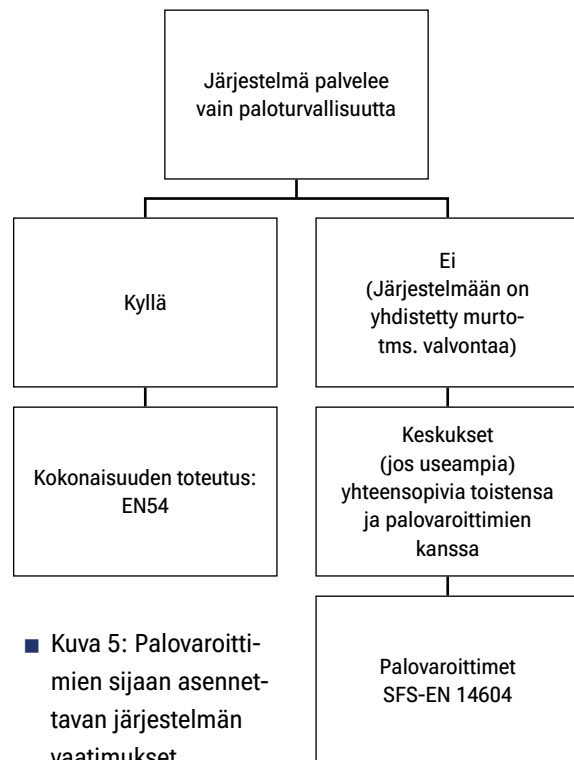 Järjestelmä palvelee
vain paloturvallisuutta
Kyllä
Ei
(Järjestelmään on
yhdistetty murto-
tms. valvontaa)
Kokonaisuuden toteutus:
EN54
Keskukset
(jos useampia)
yhteensopivia toistensa
ja palovaroittimien
kanssa
Palovaroittimet
SFS-EN 14604
■ Kuva 5: Palovaroitti-
mien sijaan asennet-
tavan järjestelmän
vaatimukset